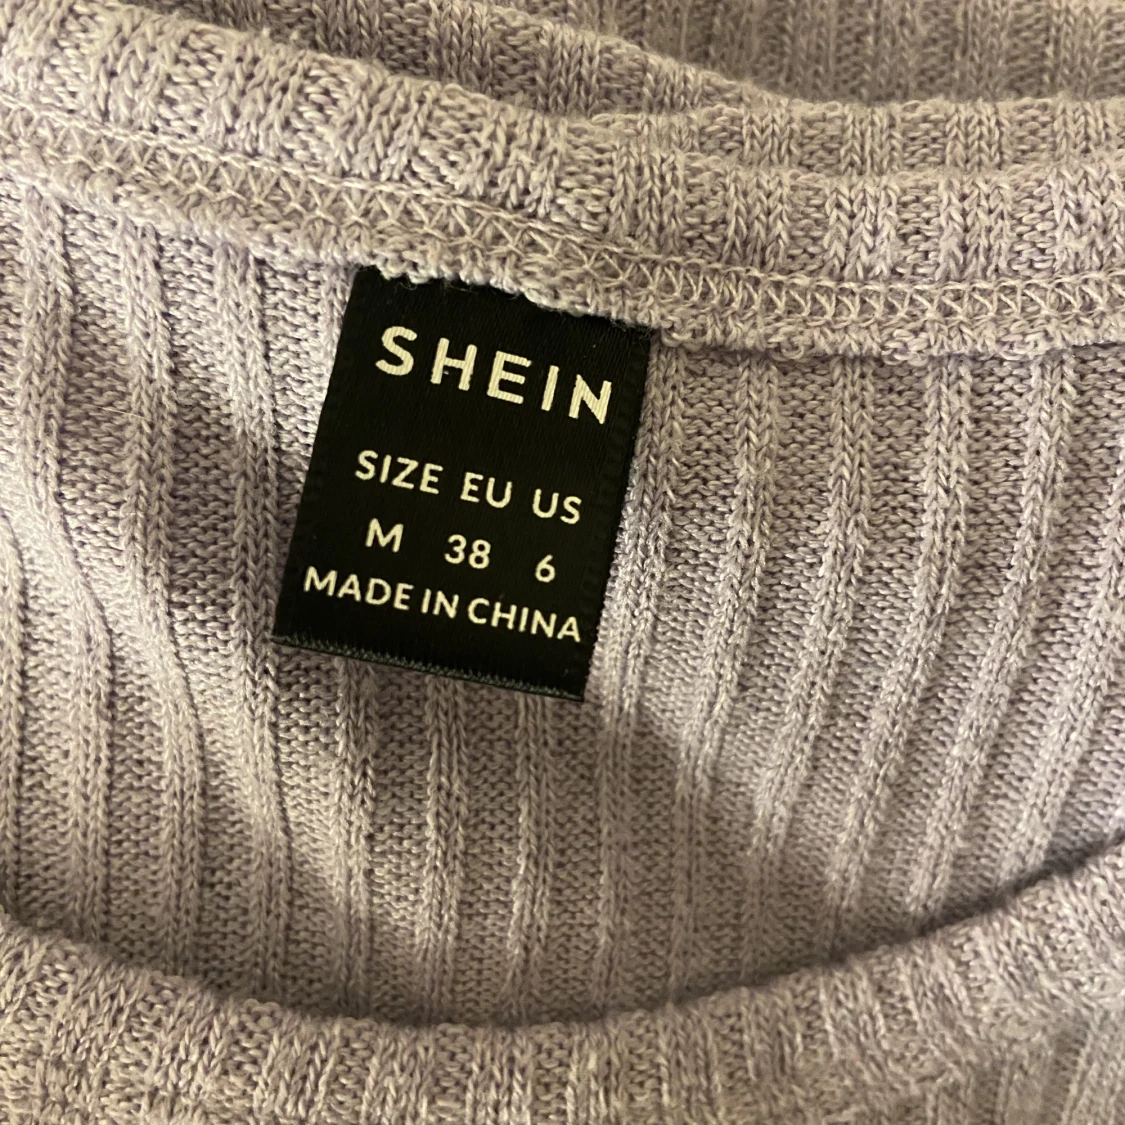 SHEIN
SIZE EU US
M 38 6
MADE IN CHINA